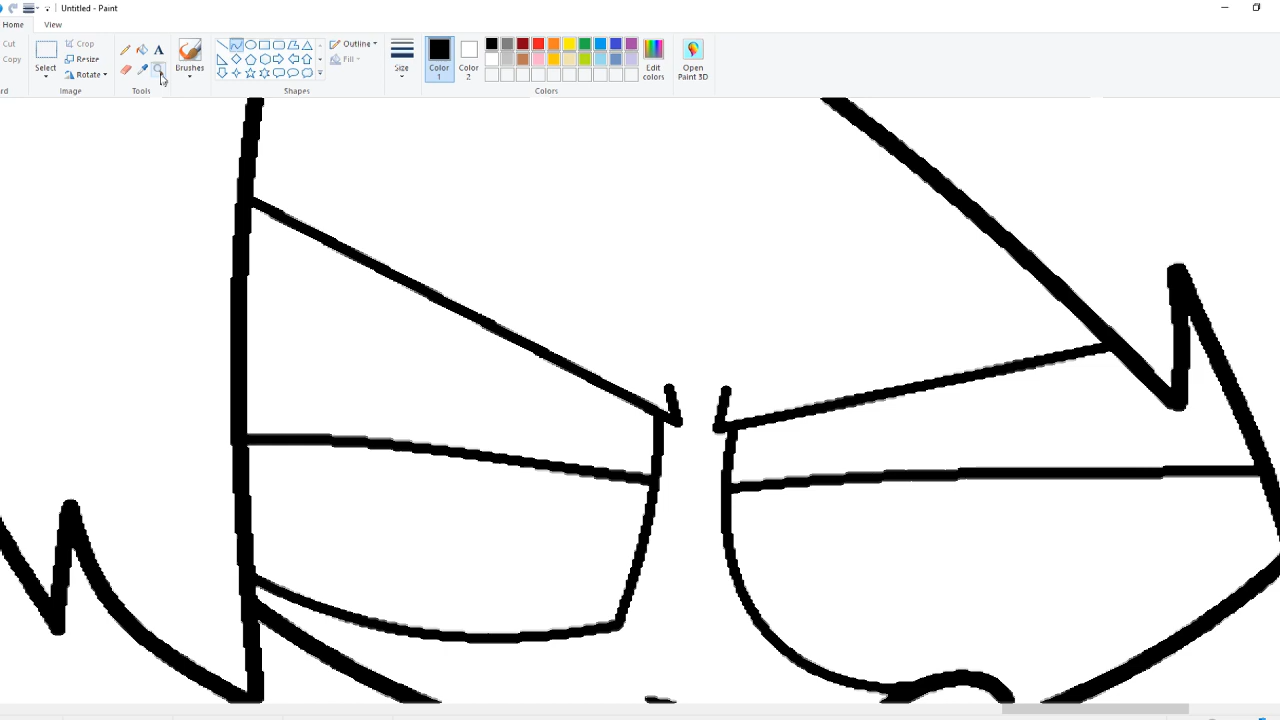 Untitled - Paint
Home View
Cut
Copy
rd
Select
Crop
Resize
Rotate
Image
A
Tools
Brushes
Outline
Fill
Shapes
Size
Color 1
Color 2
Edit colors
Colors
Open Paint 3D